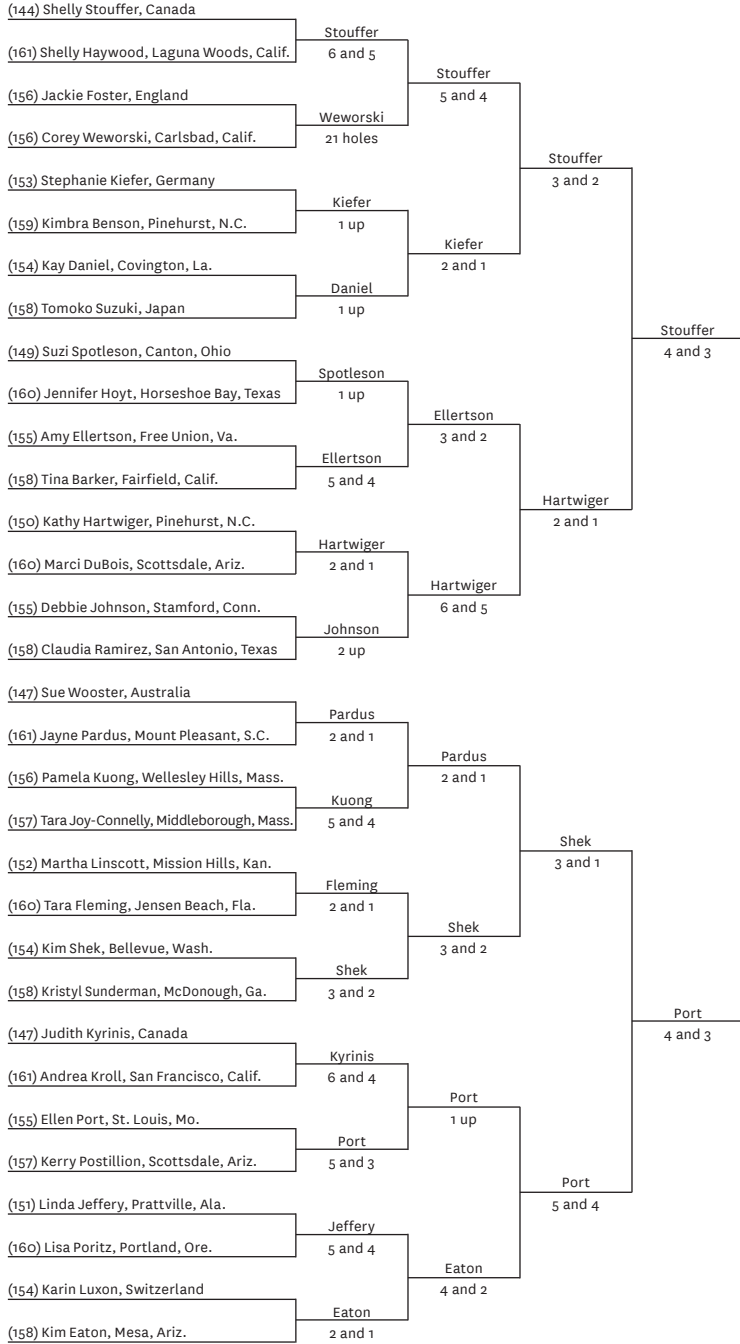 (144) Shelly Stouffer, Canada
Stouffer
(161) Shelly Haywood, Laguna Woods, Calif.
6 and 5
Stouffer
5 and 4
(156) Jackie Foster, England
Weworski
(156) Corey Weworski, Carlsbad, Calif.
21 holes
Stouffer
3 and 2
(153) Stephanie Kiefer, Germany
Kiefer
(159) Kimbra Benson, Pinehurst, N.C.
1 up
Kiefer
2 and 1
(154) Kay Daniel, Covington, La.
Daniel
(158) Tomoko Suzuki, Japan
1 up
Stouffer
4 and 3
(149) Suzi Spotleson, Canton, Ohio
Spotleson
(160) Jennifer Hoyt, Horseshoe Bay, Texas
1 up
Ellertson
3 and 2
(155) Amy Ellertson, Free Union, Va.
Ellertson
(158) Tina Barker, Fairfield, Calif.
5 and 4
Hartwiger
2 and 1
(150) Kathy Hartwiger, Pinehurst, N.C.
Hartwiger
(160) Marci DuBois, Scottsdale, Ariz.
2 and 1
Hartwiger
6 and 5
(155) Debbie Johnson, Stamford, Conn.
Johnson
(158) Claudia Ramirez, San Antonio, Texas
2 up
(147) Sue Wooster, Australia
Pardus
(161) Jayne Pardus, Mount Pleasant, S.C.
2 and 1
Pardus
2 and 1
(156) Pamela Kuong, Wellesley Hills, Mass.
Kuong
(157) Tara Joy-Connelly, Middleborough, Mass.
5 and 4
Shek
3 and 1
(152) Martha Linscott, Mission Hills, Kan.
Fleming
(160) Tara Fleming, Jensen Beach, Fla.
2 and 1
Shek
3 and 2
(154) Kim Shek, Bellevue, Wash.
Shek
(158) Kristyl Sunderman, McDonough, Ga.
3 and 2
Port
4 and 3
(147) Judith Kyrinis, Canada
Kyrinis
(161) Andrea Kroll, San Francisco, Calif.
6 and 4
Port
1 up
(155) Ellen Port, St. Louis, Mo.
Port
(157) Kerry Postillion, Scottsdale, Ariz.
5 and 3
Port
5 and 4
(151) Linda Jeffery, Prattville, Ala.
Jeffery
(160) Lisa Poritz, Portland, Ore.
5 and 4
Eaton
4 and 2
(154) Karin Luxon, Switzerland
Eaton
(158) Kim Eaton, Mesa, Ariz.
2 and 1